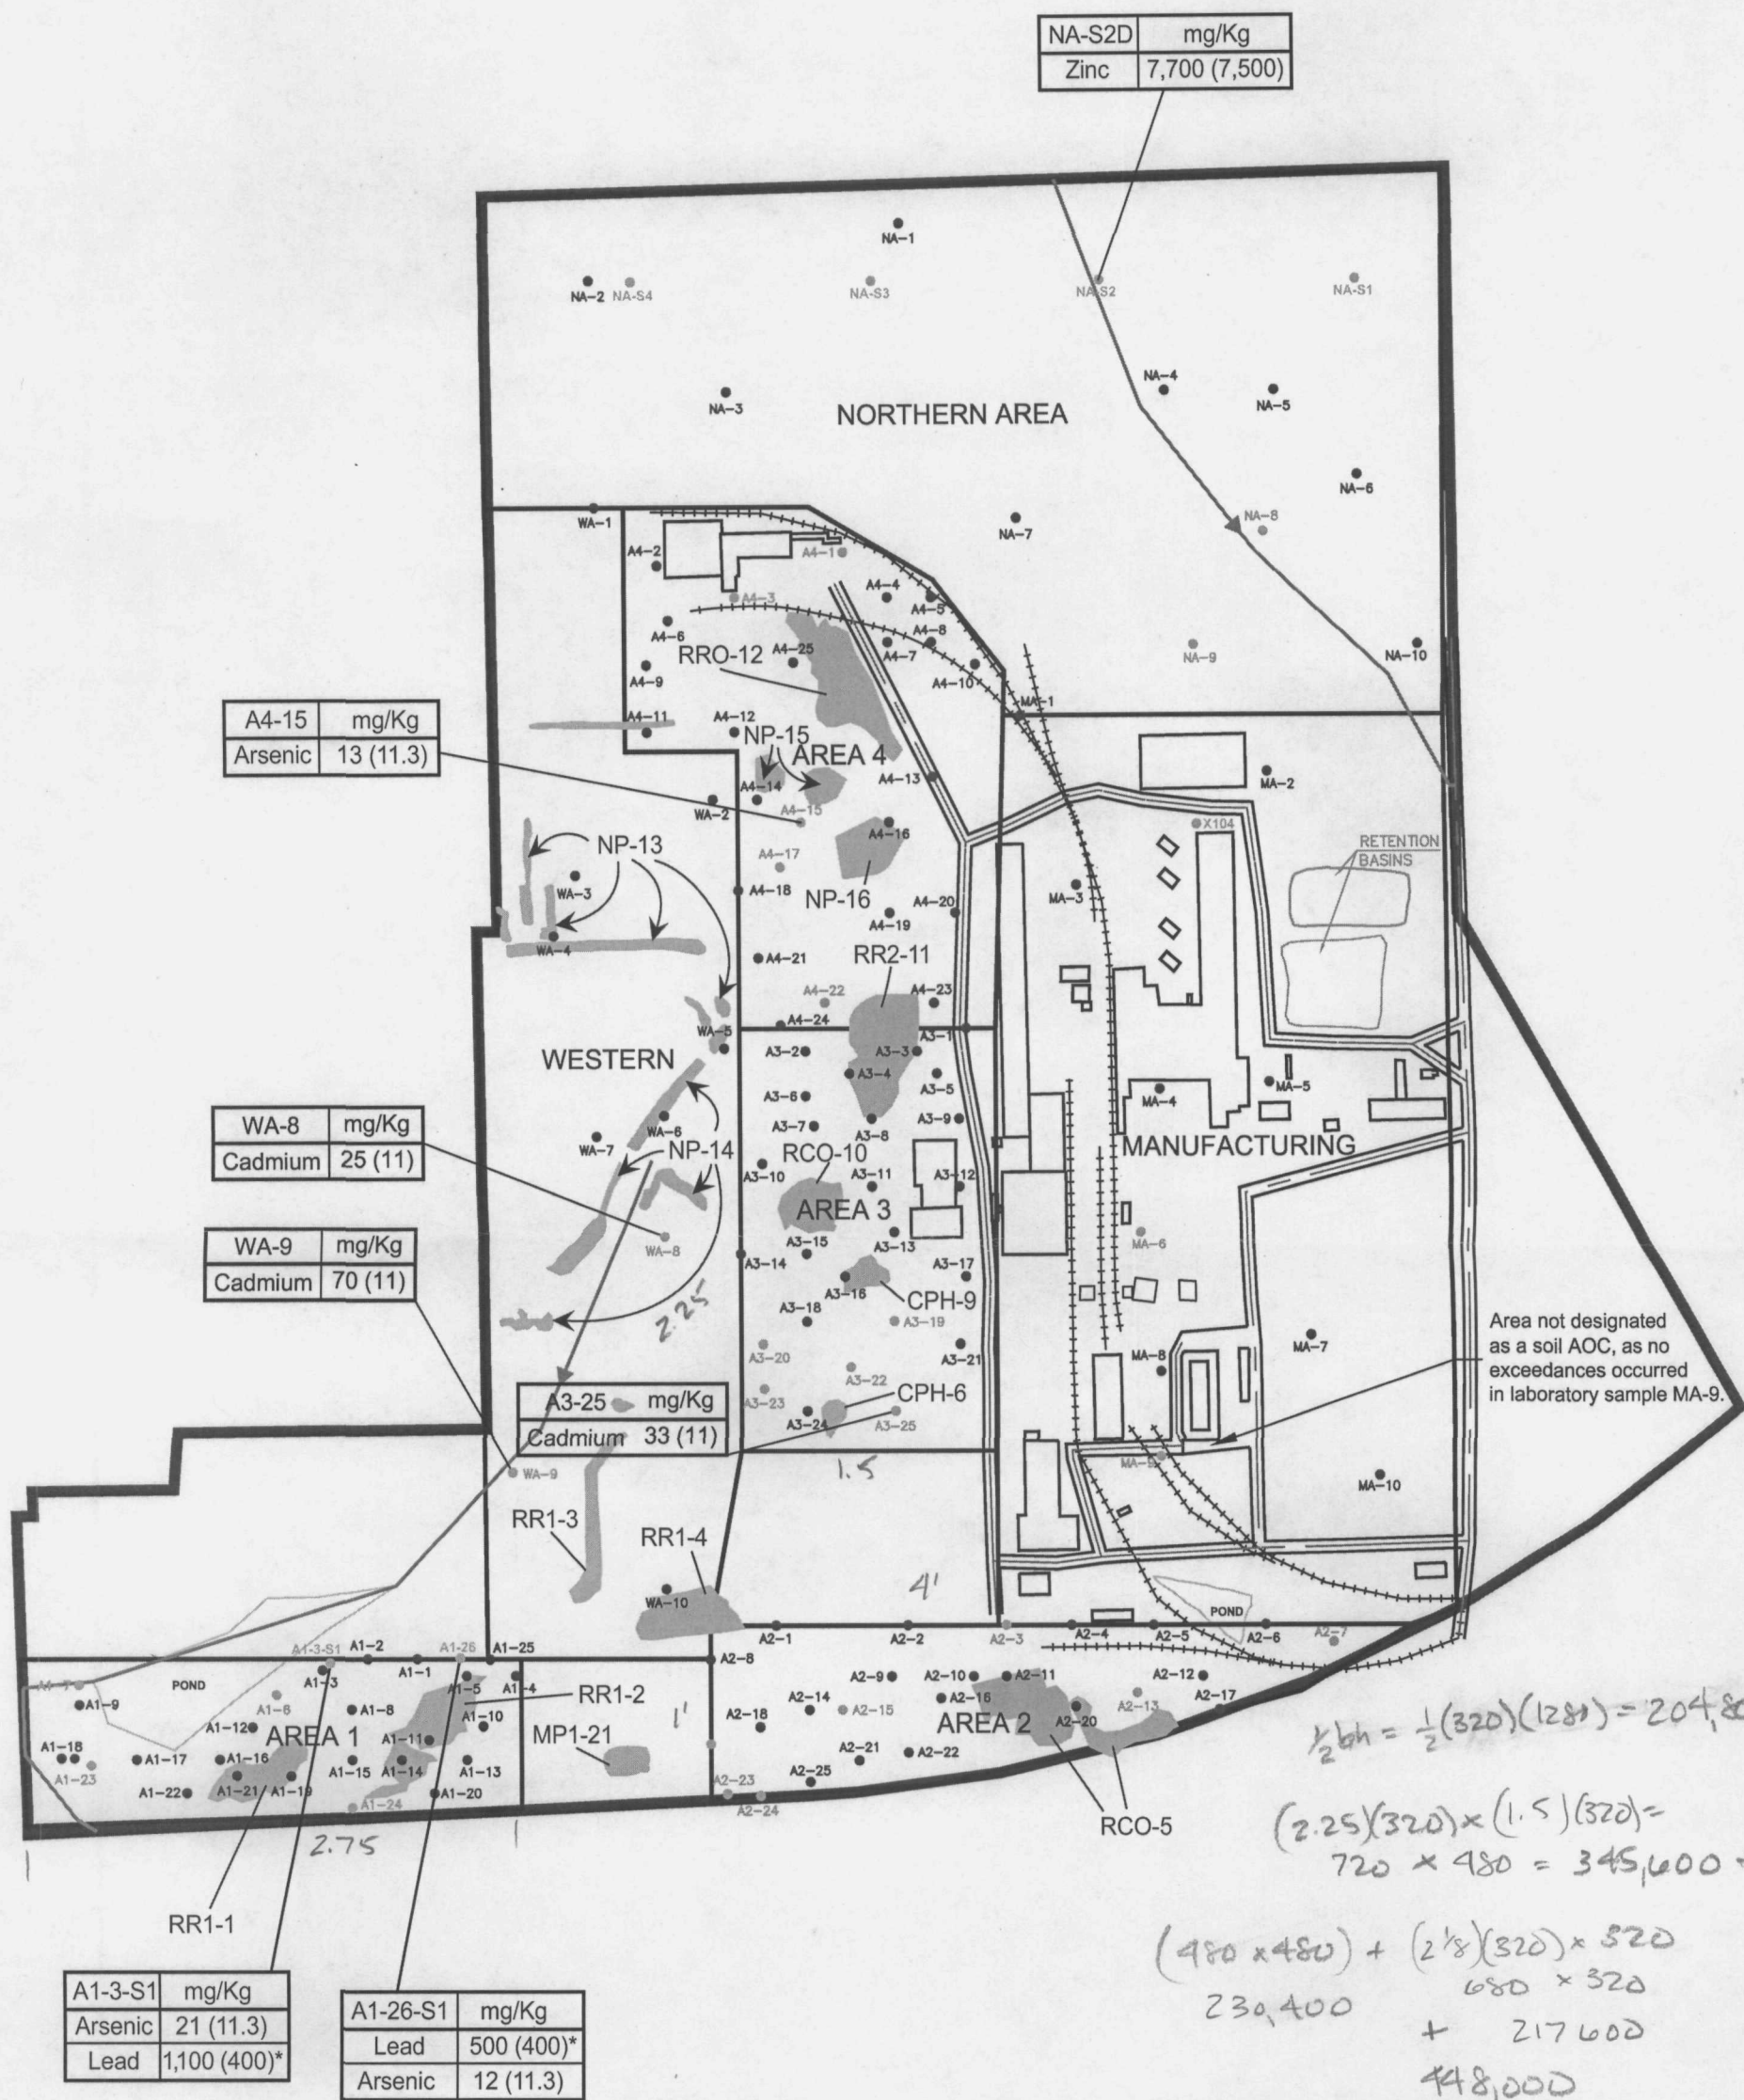 NA-S2D mg/Kg
Zinc 7,700 (7,500)
NA-1
NA-2 NA-S4 NA-S3 NA-S2 NA-S1
NA-3 NA-4 NA-5
NORTHERN AREA
NA-6
NA-7 NA-8
WA-1
A4-2 A4-1
A4-3 A4-4 A4-5
A4-6 A4-7 A4-8
RRO-12 A4-25
A4-9 A4-10 NA-9 NA-10
MA-1
A4-15 mg/Kg
Arsenic 13 (11.3)
A4-11 A4-12
NP-15
AREA 4
A4-13 MA-2
A4-14
WA-2 A4-15 A4-16 X104
NP-13
RETENTION
BASINS
A4-17
WA-3 A4-18 MA-3
NP-16
A4-19 A4-20
WA-4 A4-21
RR2-11
A4-22 A4-23
A4-24
WA-5 A3-1
WESTERN
A3-2 A3-3
A3-4 A3-5
A3-6 MA-4 MA-5
WA-8 mg/Kg
Cadmium 25 (11)
WA-6 A3-7 A3-8 A3-9
WA-7 NP-14
RCO-10
MANUFACTURING
A3-10 A3-11 A3-12
AREA 3
WA-9 mg/Kg
Cadmium 70 (11)
WA-8 A3-13 MA-6
A3-14 A3-15
A3-16 A3-17
2.25
CPH-9
A3-18 A3-19
A3-20 A3-21
A3-22 MA-8 MA-7
Area not designated
as a soil AOC, as no
exceedances occurred
in laboratory sample MA-9.
A3-25 mg/Kg
Cadmium 33 (11)
A3-23 CPH-6
A3-24 A3-25
MA-9
WA-9 1.5 MA-10
RR1-3 RR1-4
WA-10 4'
POND
A2-1 A2-2 A2-3 A2-4 A2-5 A2-6 A2-7
A1-3-S1 A1-2 A1-26 A1-25
A1-3 A1-1 A2-8
POND
A1-7 A1-5 A1-4 A2-9 A2-10 A2-11 A2-12
A1-9 A1-6 A1-8 RR1-2 A2-14 A2-15 A2-16 A2-13 A2-17
A1-12 A1-10 1' A2-18 A2-20
AREA 1 AREA 2
A1-11 MP1-21
A1-18 A1-17 A1-16 A1-15 A1-14 A1-13 A2-21 A2-22
A1-23 A1-22 A1-21 A1-19 A1-20 A2-25
A1-24 A2-23
A2-24
2.75
RCO-5
RR1-1
½bh = ½(320)(1280) = 204,80
(2.25)(320) x (1.5)(320) =
720 x 480 = 345,600
(480 x 480) + (2⅛)(320) x 320
680 x 320
230,400
+ 217600
448,000
A1-3-S1 mg/Kg
Arsenic 21 (11.3)
Lead 1,100 (400)*
A1-26-S1 mg/Kg
Lead 500 (400)*
Arsenic 12 (11.3)